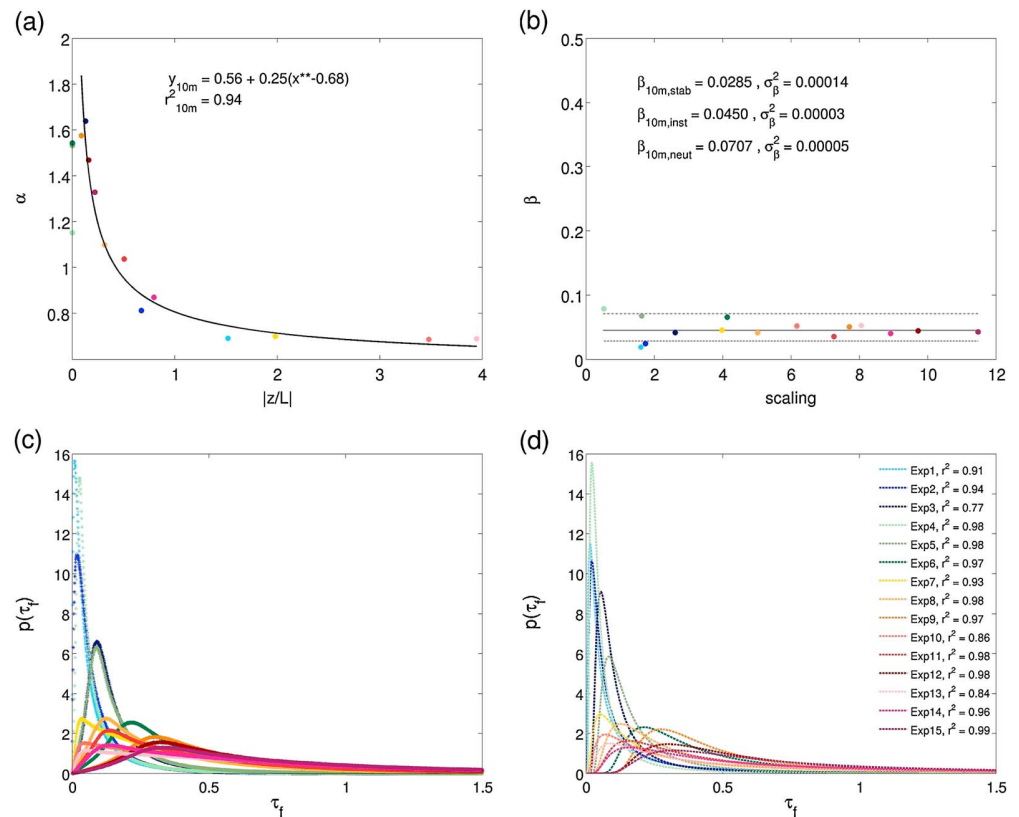 (a)
2
1.8
1.6
1.4
1.2
1
0.8
α
0
1
2
3
4
|z/L|
y10m = 0.56 + 0.25(x**-0.68)
r²10m = 0.94
(b)
0.5
0.4
0.3
0.2
0.1
0
β
0
2
4
6
8
10
12
scaling
β10m,stab = 0.0285 , σ²β = 0.00014
β10m,inst = 0.0450 , σ²β = 0.00003
β10m,neut = 0.0707 , σ²β = 0.00005
(c)
16
14
12
10
8
6
4
2
0
p(τf)
0
0.5
1
1.5
τf
(d)
16
14
12
10
8
6
4
2
0
p(τf)
0
0.5
1
1.5
τf
Exp1, r² = 0.91
Exp2, r² = 0.94
Exp3, r² = 0.77
Exp4, r² = 0.98
Exp5, r² = 0.98
Exp6, r² = 0.97
Exp7, r² = 0.93
Exp8, r² = 0.98
Exp9, r² = 0.97
Exp10, r² = 0.86
Exp11, r² = 0.98
Exp12, r² = 0.98
Exp13, r² = 0.84
Exp14, r² = 0.96
Exp15, r² = 0.99